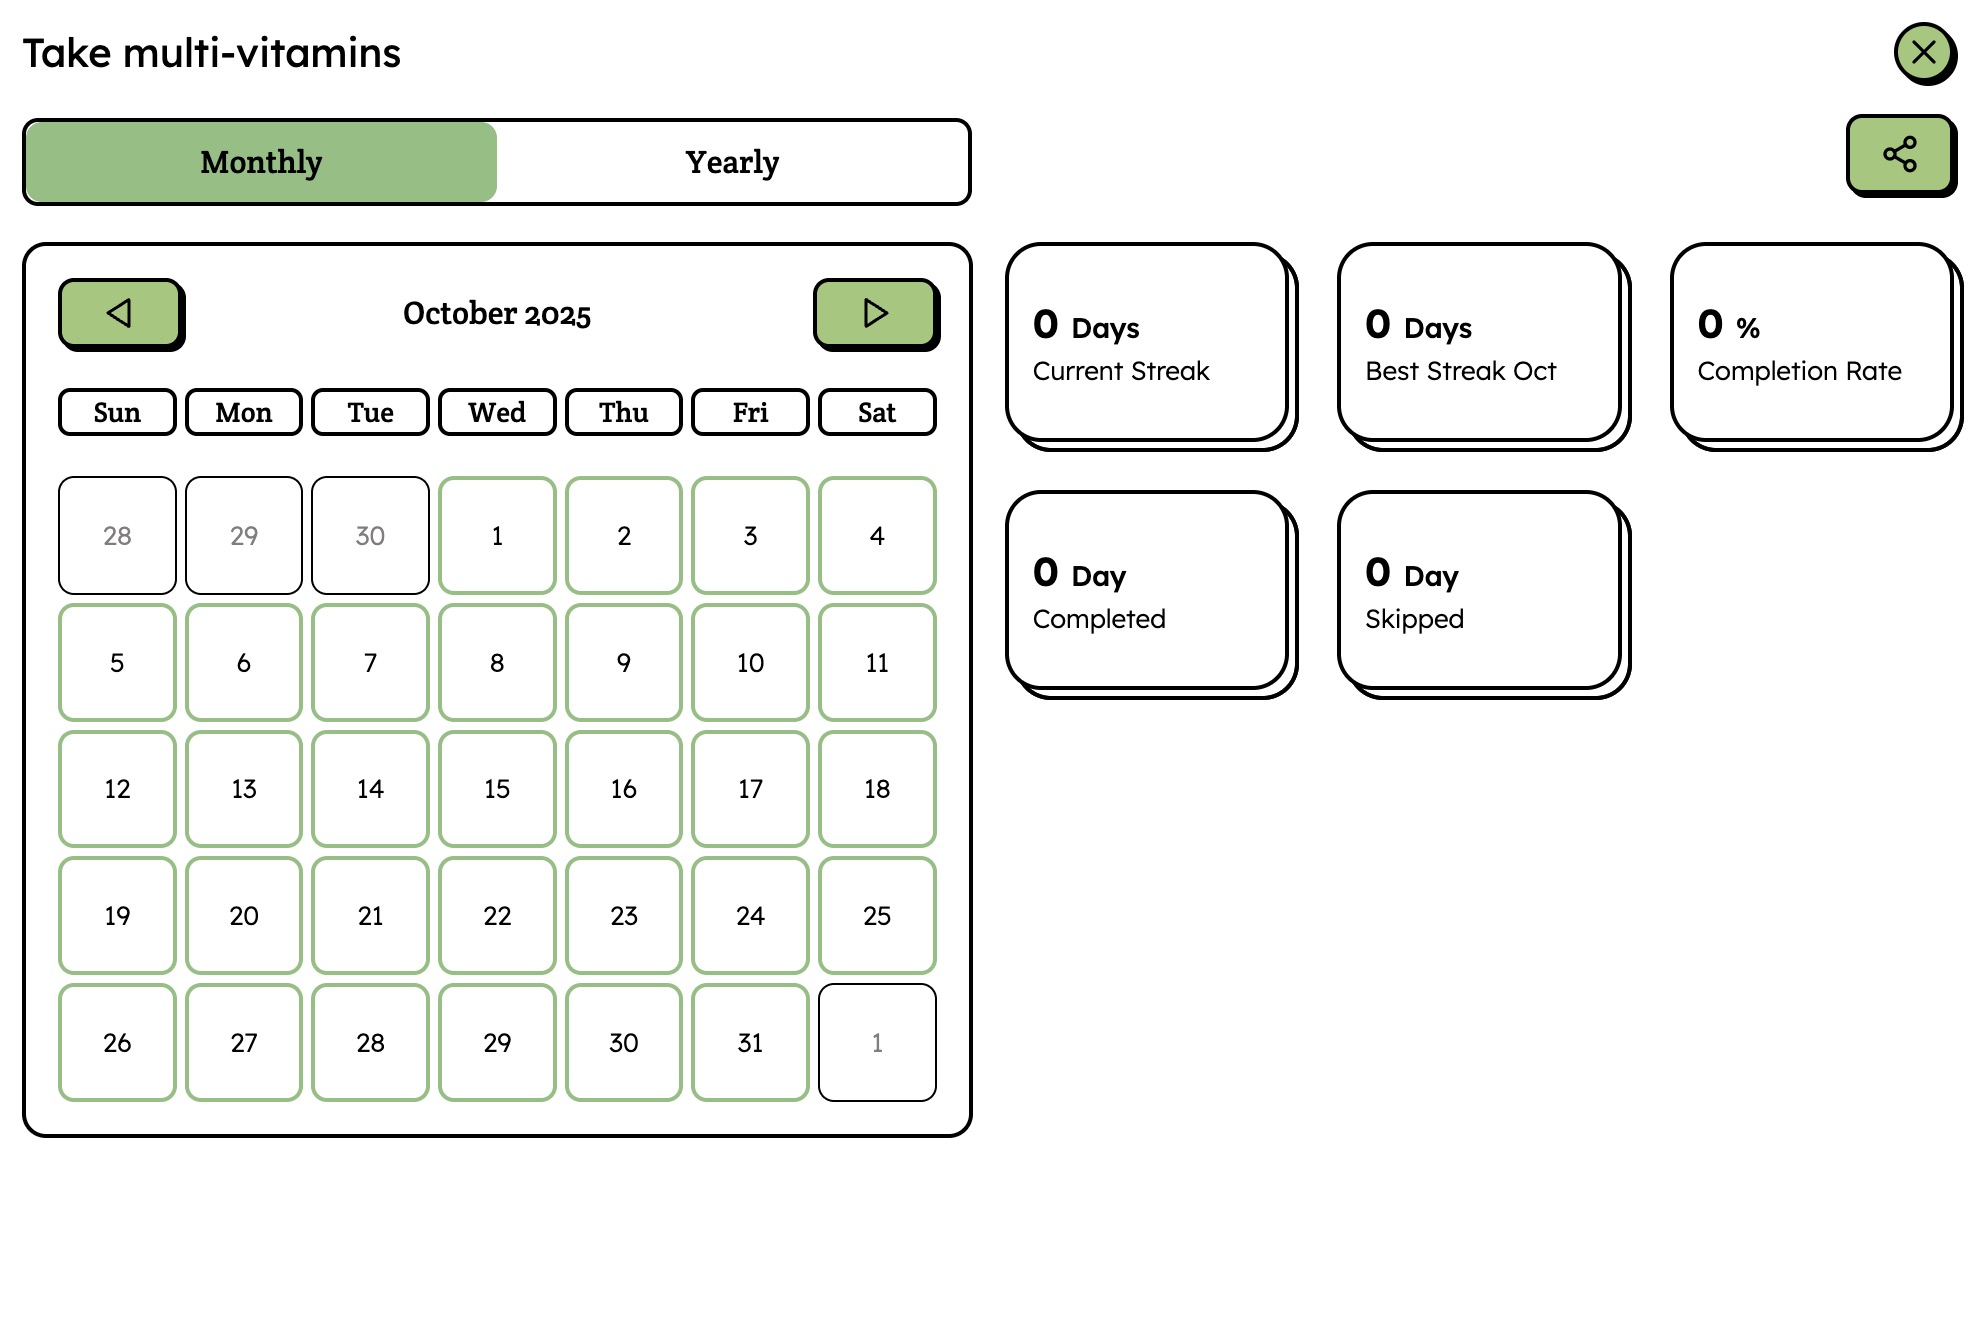 Take multi-vitamins
Monthly Yearly
October 2025
Sun Mon Tue Wed Thu Fri Sat
28 29 30 1 2 3 4
5 6 7 8 9 10 11
12 13 14 15 16 17 18
19 20 21 22 23 24 25
26 27 28 29 30 31 1
0 Days
Current Streak
0 Days
Best Streak Oct
0 %
Completion Rate
0 Day
Completed
0 Day
Skipped